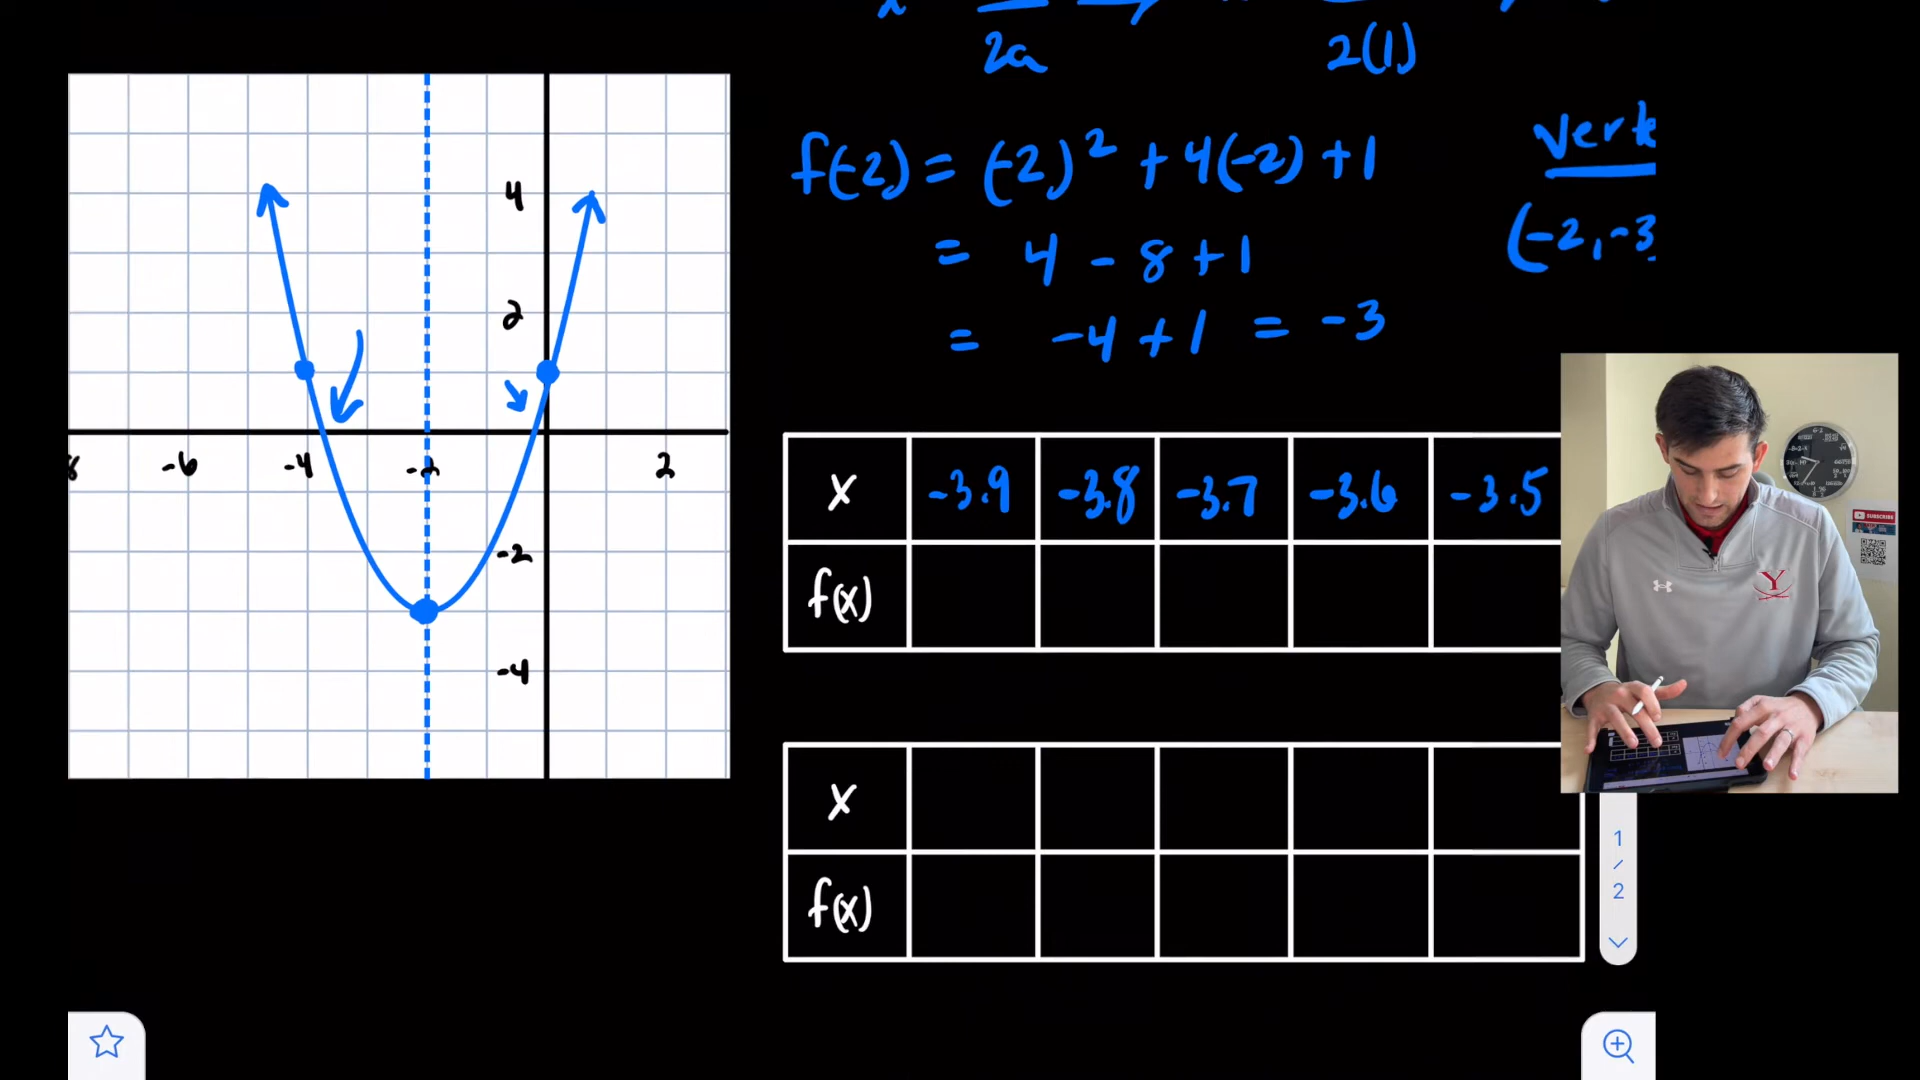 2a 2(1)
f(-2) = (-2)² + 4(-2) + 1
= 4 - 8 + 1
= -4 + 1 = -3
(-2, -3
4
2
-6 -4 -2 2
-2
-4
x -3.9 -3.8 -3.7 -3.6 -3.5
f(x)
x
f(x)
1
/
2
SUBSCRIBE
Y